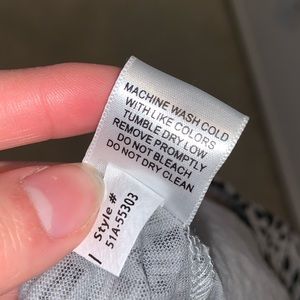 MACHINE WASH COLD
WITH LIKE COLORS
TUMBLE DRY LOW
REMOVE PROMPTLY
DO NOT BLEACH
DO NOT DRY CLEAN
Style #
51A-55303